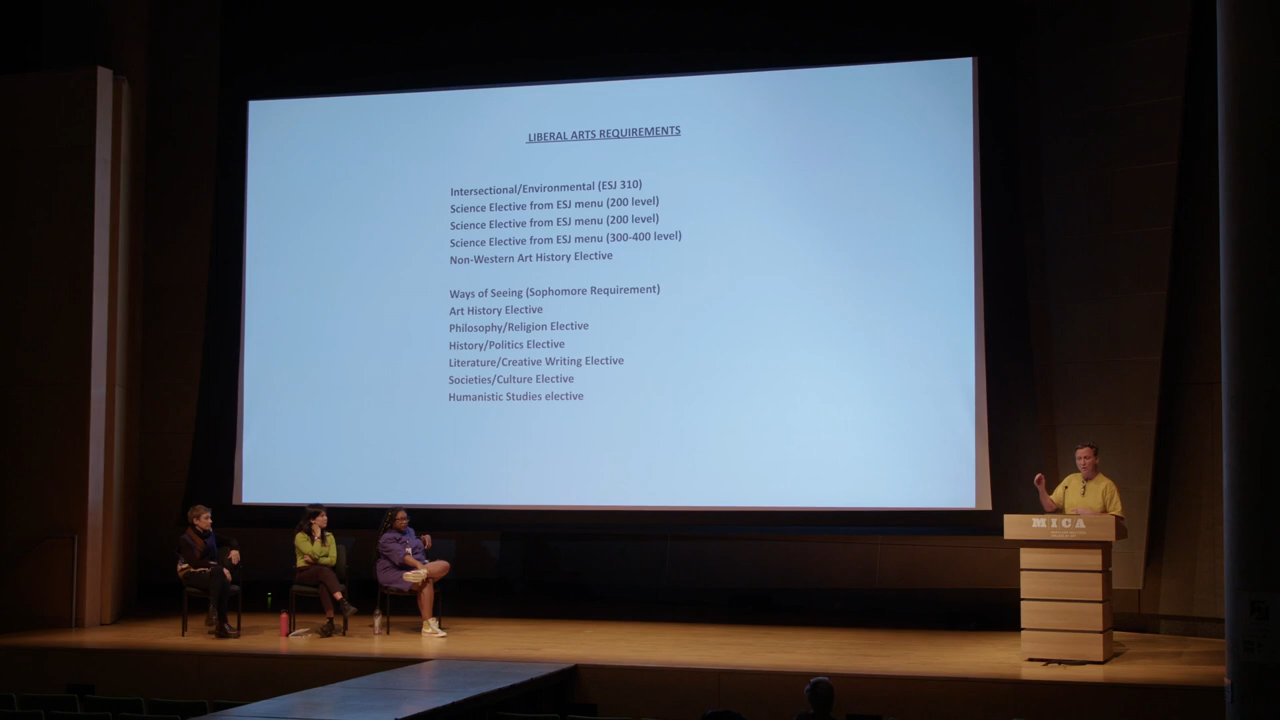 LIBERAL ARTS REQUIREMENTS
Intersectional/Environmental (ESJ 310)
Science Elective from ESJ menu (200 level)
Science Elective from ESJ menu (200 level)
Science Elective from ESJ menu (300-400 level)
Non-Western Art History Elective
Ways of Seeing (Sophomore Requirement)
Art History Elective
Philosophy/Religion Elective
History/Politics Elective
Literature/Creative Writing Elective
Societies/Culture Elective
Humanistic Studies elective
MICA